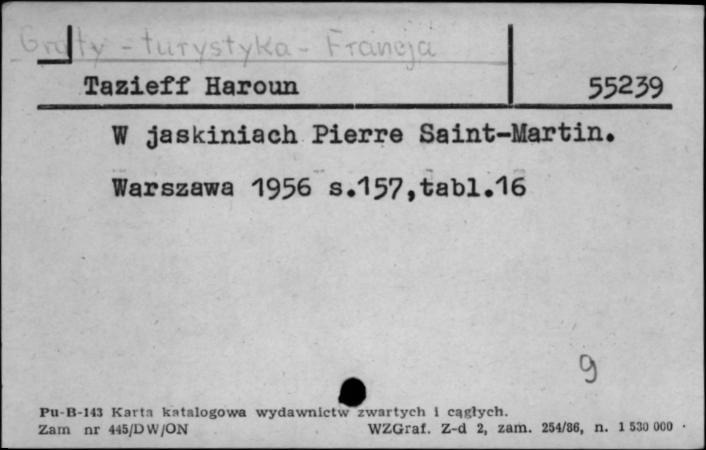 Groty - turystyka - Francja
Tazieff Haroun 55239
W jaskiniach Pierre Saint-Martin.
Warszawa 1956 s.157,tabl.16
9
Pu-B-143 Karta katalogowa wydawnictw zwartych i cągłych.
Zam nr 445/DW/ON WZGraf. Z-d 2, zam. 254/86, n. 1 530 000